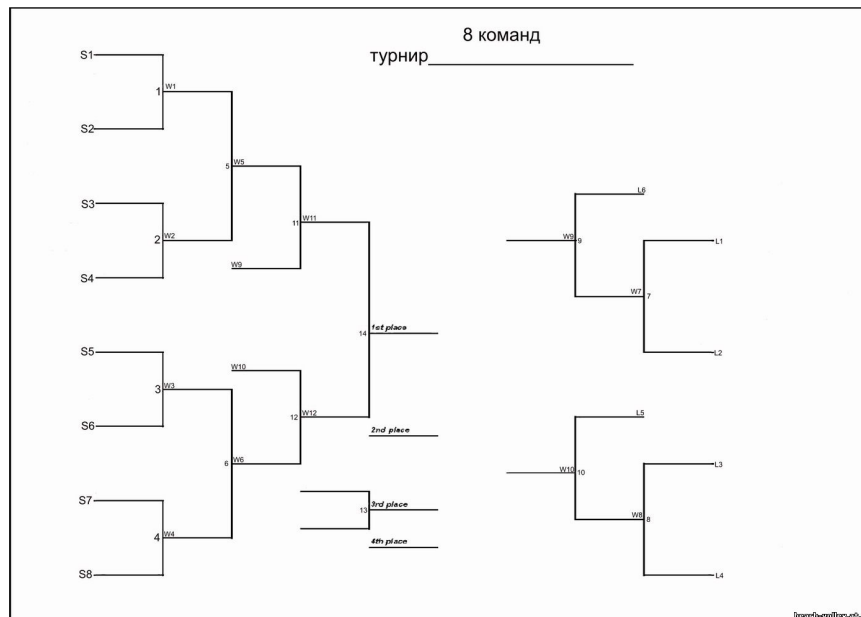 8 команд
турнир
S1
1 W1
S2
5 W5
S3
2 W2
S4
W9
11 W11
14 1st place
S5
3 W3
S6
W10
12 W12
6 W6
2nd place
S7
4 W4
S8
13 3rd place
4th place
L6
W9 9
L1
W7 7
L2
L5
W10 10
L3
W8 8
L4